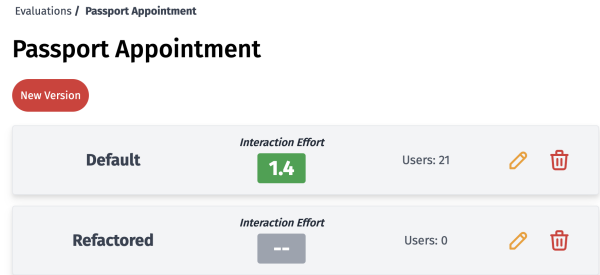 Evaluations / Passport Appointment
Passport Appointment
New Version
Interaction Effort
Default
1.4
Users: 21
Interaction Effort
Refactored
--
Users: 0